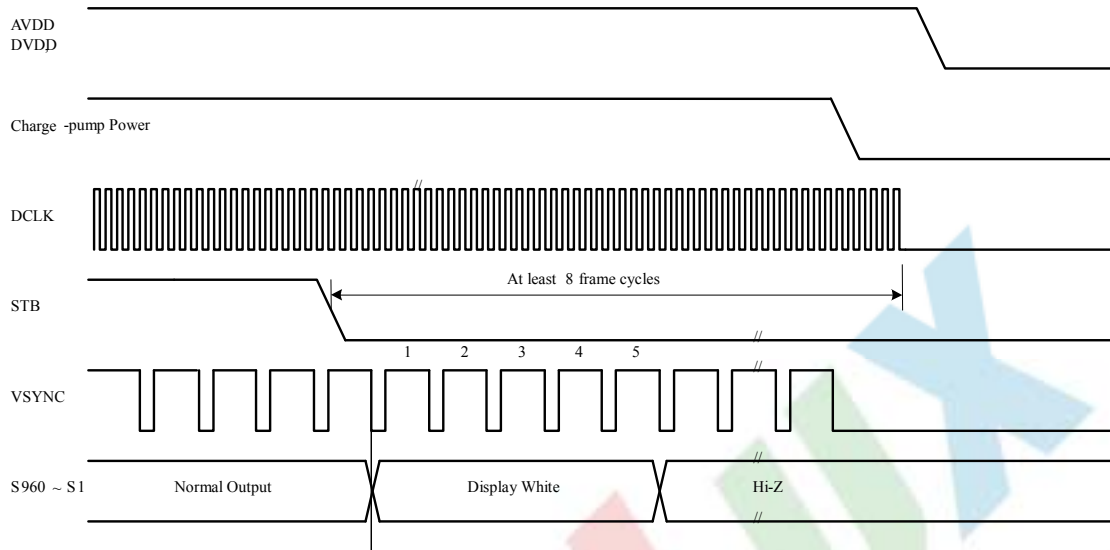 AVDD
DVDD
Charge -pump Power
//
DCLK
At least 8 frame cycles
STB
//
1 2 3 4 5
//
VSYNC
//
S960 ~ S1 Normal Output Display White Hi-Z
//